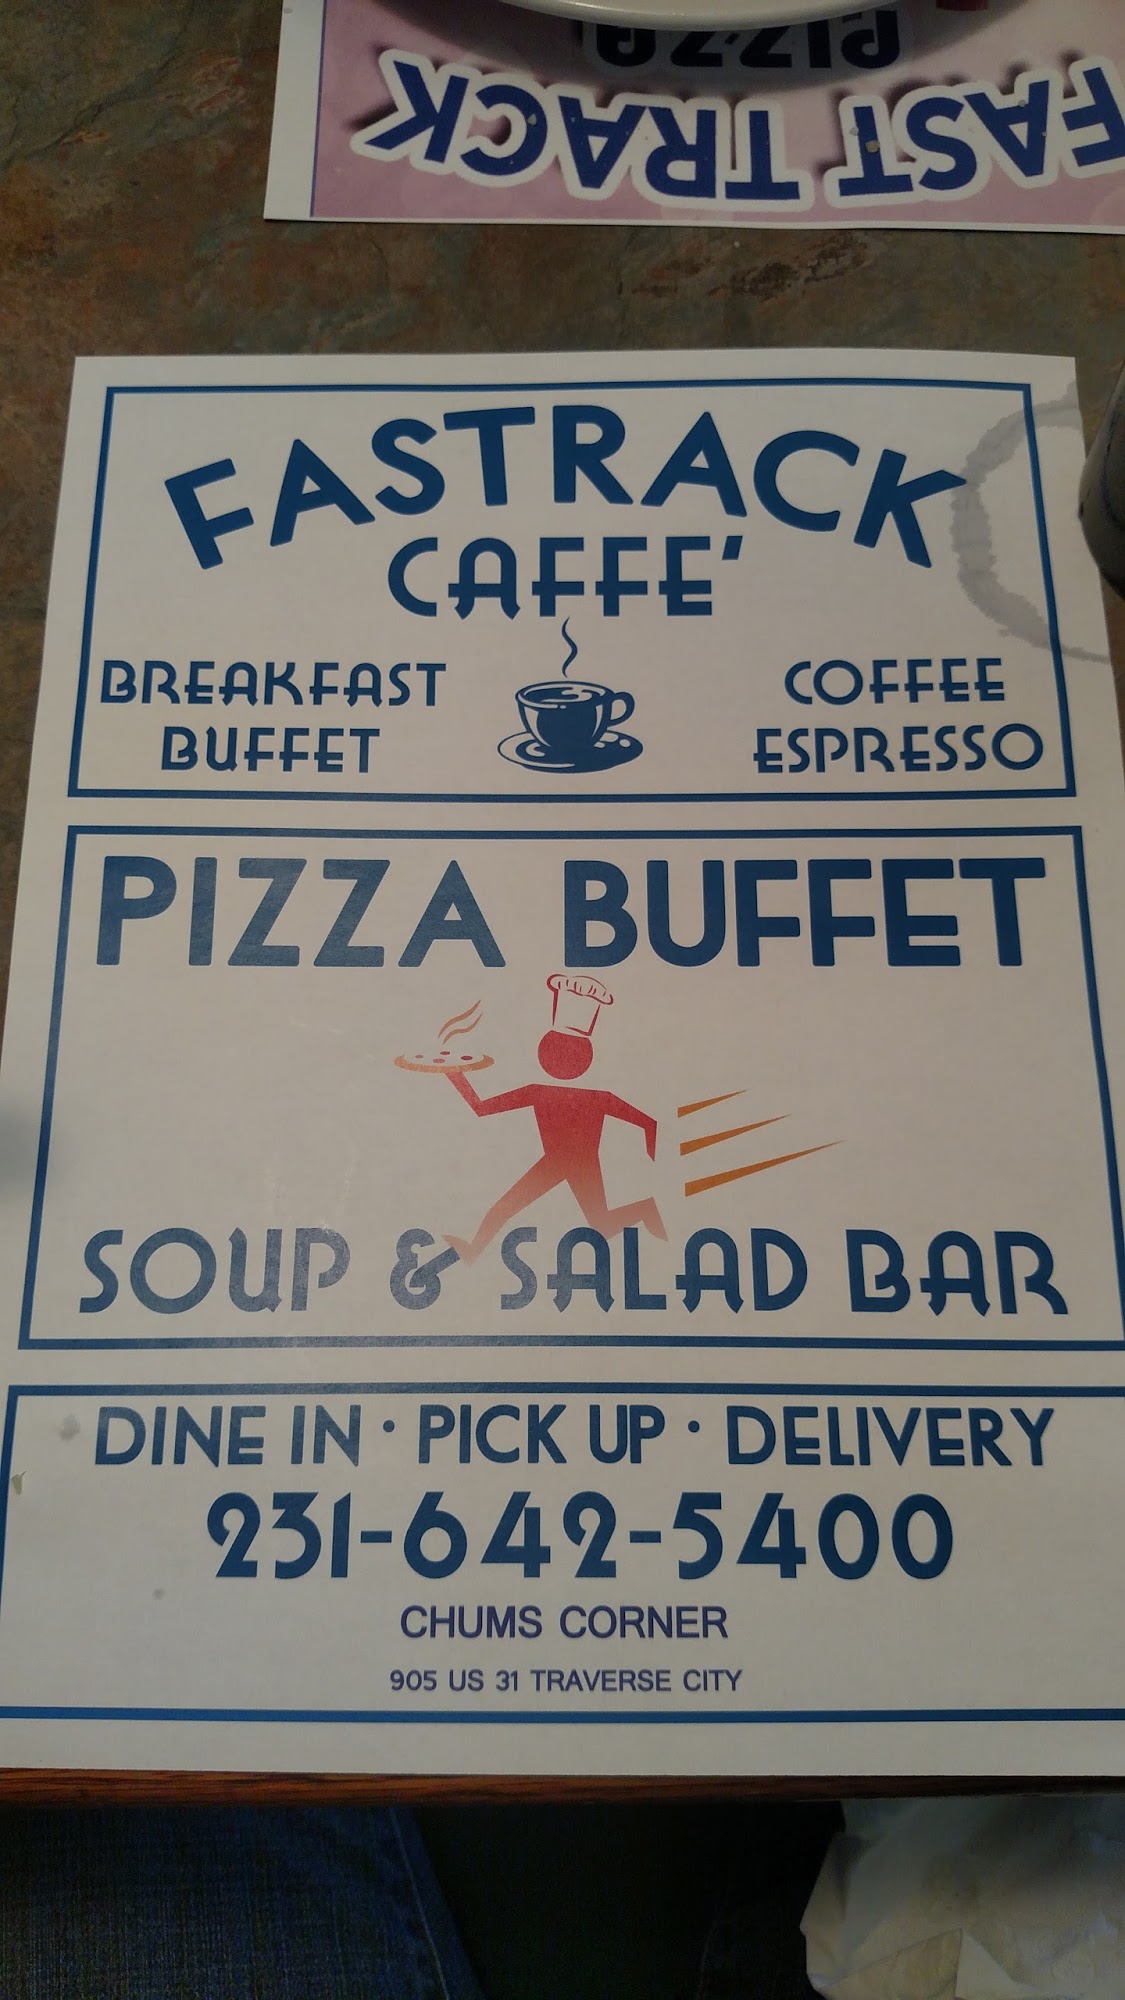 PIZZA
FAST TRACK
FASTRACK
CAFFE'
BREAKFAST
BUFFET
COFFEE
ESPRESSO
PIZZA BUFFET
SOUP & SALAD BAR
DINE IN • PICK UP • DELIVERY
231-642-5400
CHUMS CORNER
905 US 31 TRAVERSE CITY